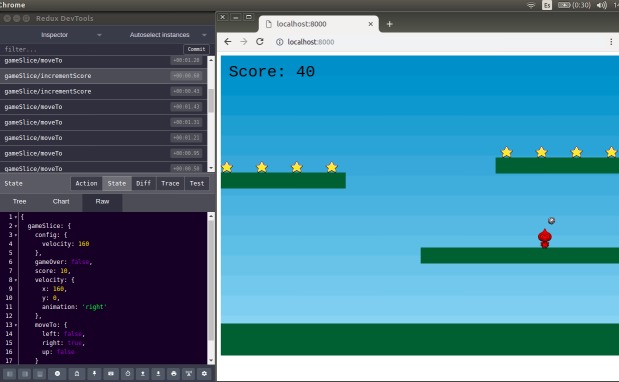 Chrome
Es
(0:30)
14
Redux DevTools
Inspector
Autoselect instances
filter...
Commit
gameSlice/moveTo
+00:01.20
gameSlice/incrementScore
+00:00.60
gameSlice/incrementScore
+00:00.43
gameSlice/moveTo
+00:01.43
gameSlice/moveTo
+00:01.31
gameSlice/moveTo
+00:01.21
gameSlice/moveTo
+00:00.95
gameSlice/moveTo
+00:00.50
State
Action
State
Diff
Trace
Test
Tree
Chart
Raw
1 {
2 gameSlice: {
3 config: {
4 velocity: 160
5 },
6 gameOver: false,
7 score: 10,
8 velocity: {
9 x: 160,
10 y: 0,
11 animation: 'right'
12 },
13 moveTo: {
14 left: false,
15 right: true,
16 up: false
17 }
localhost:8000
localhost:8000
Score: 40